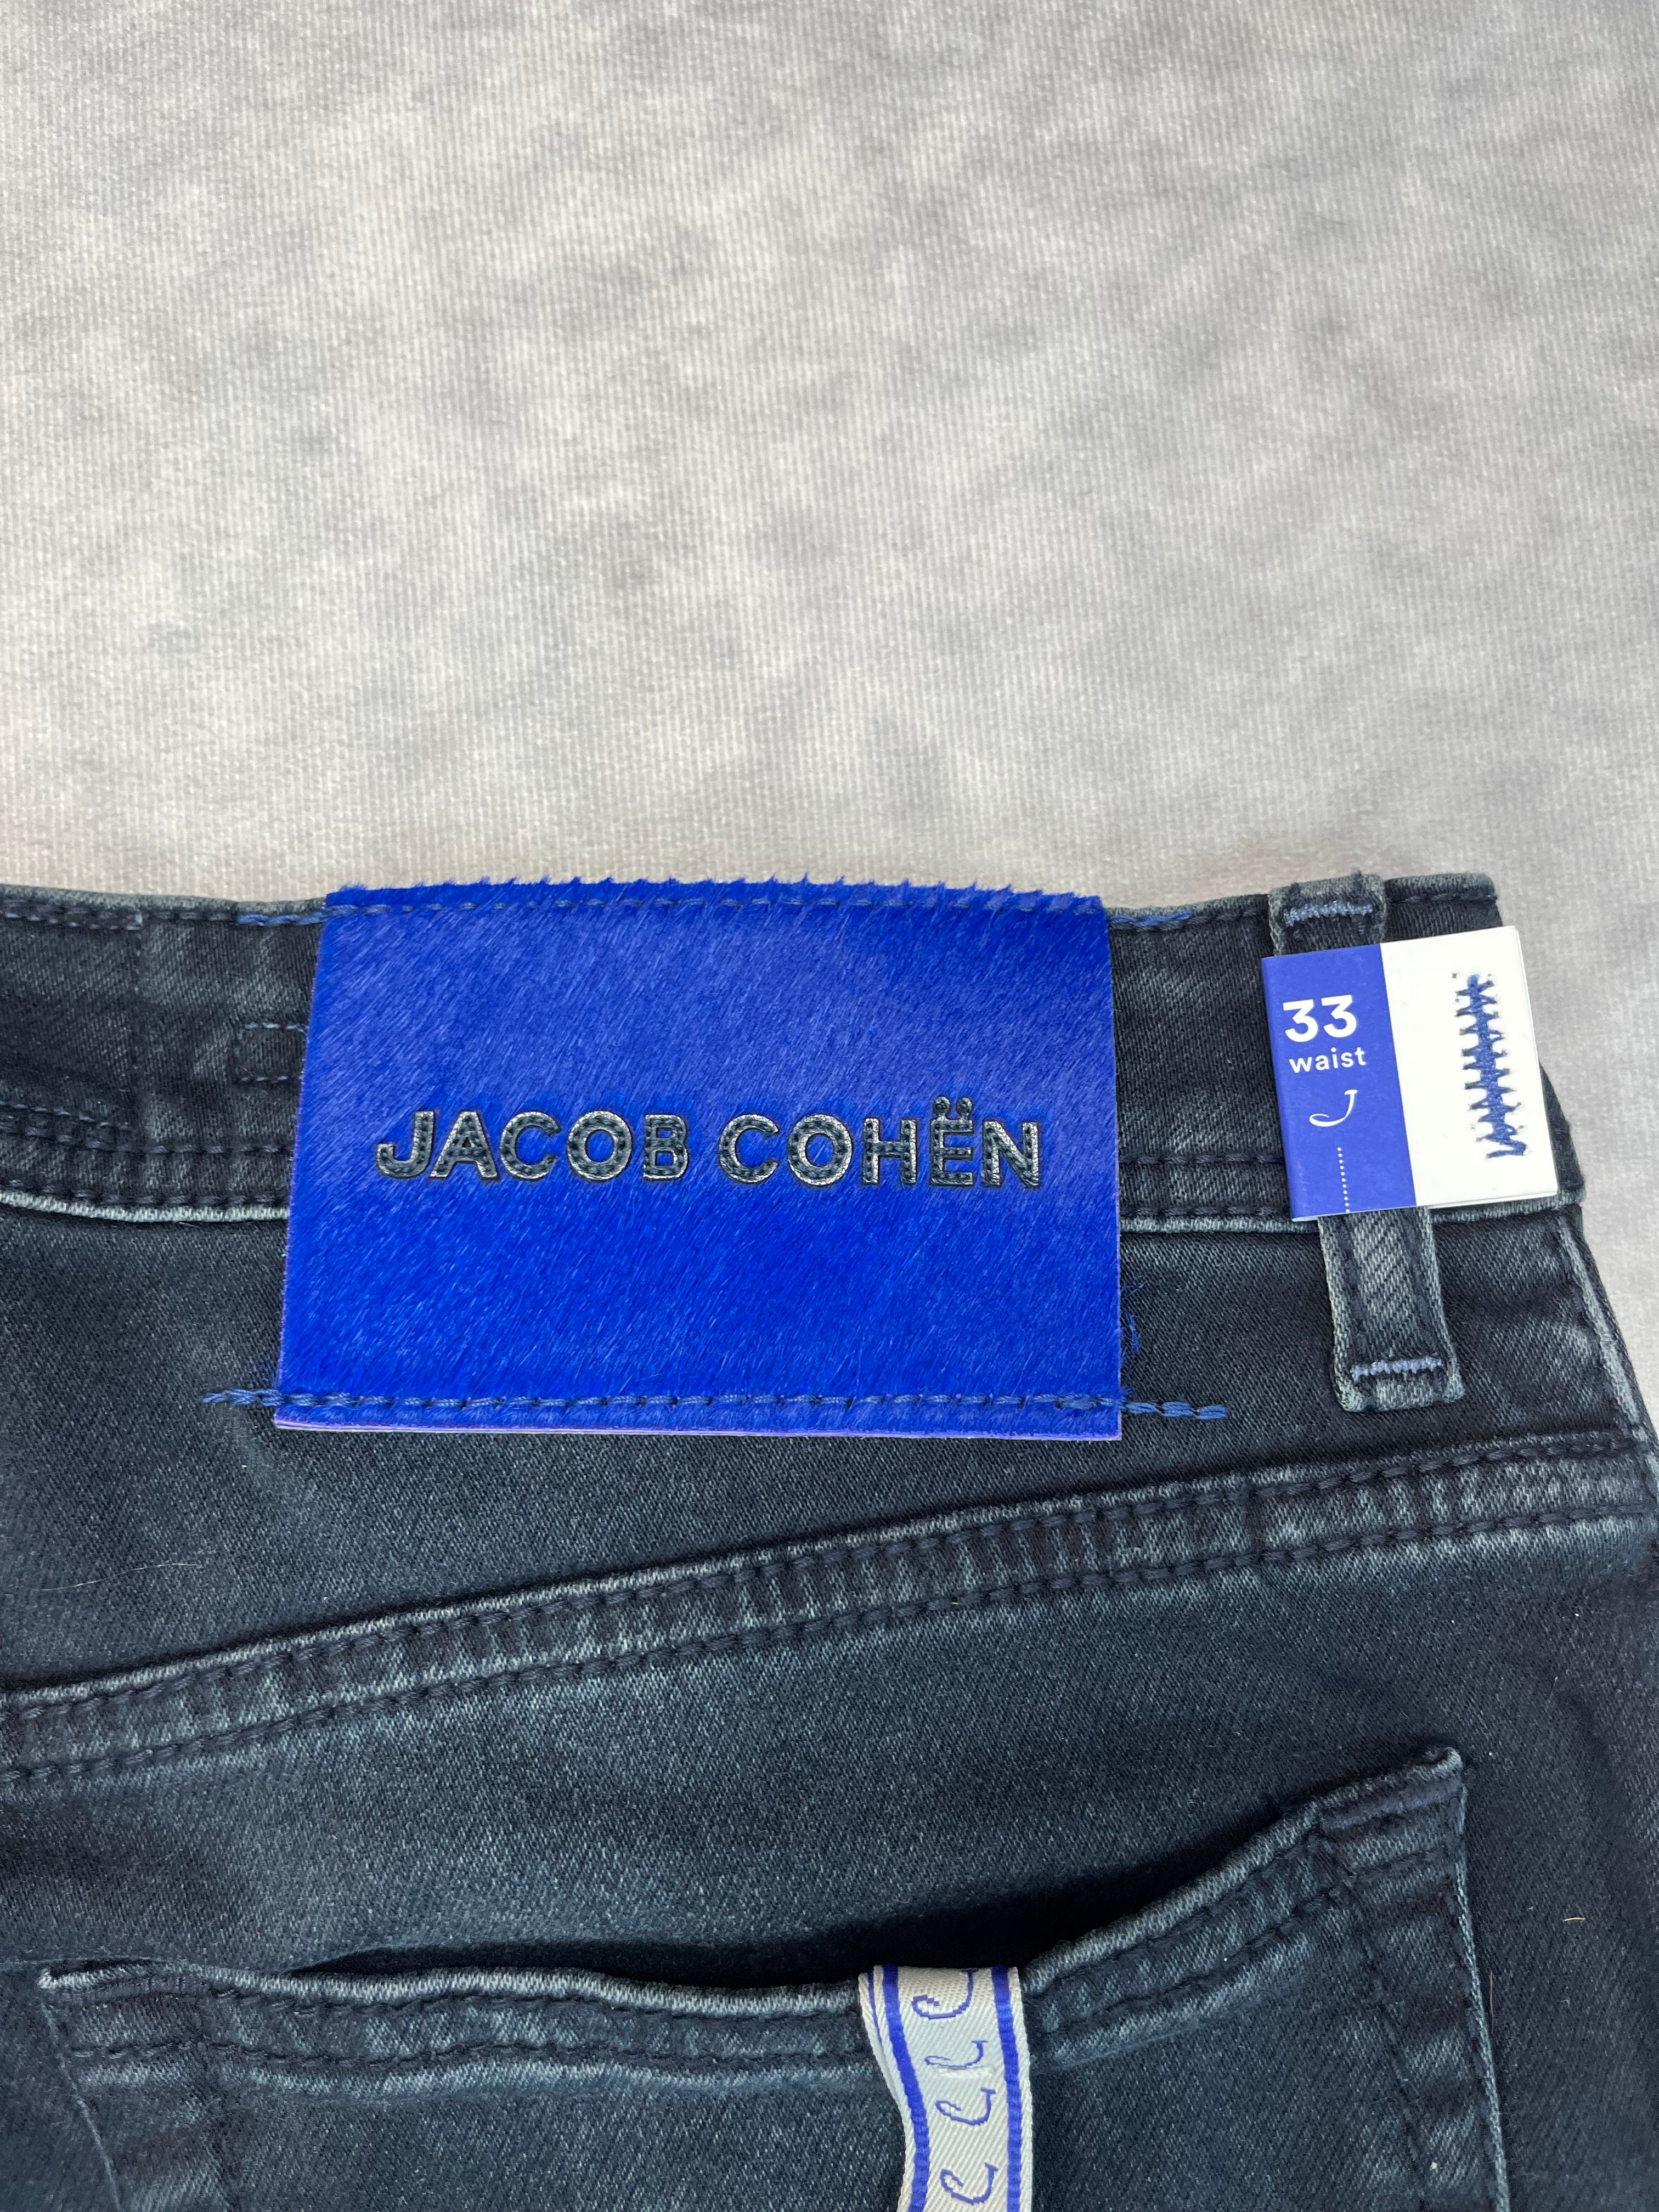 JACOB COHËN
33
waist
J